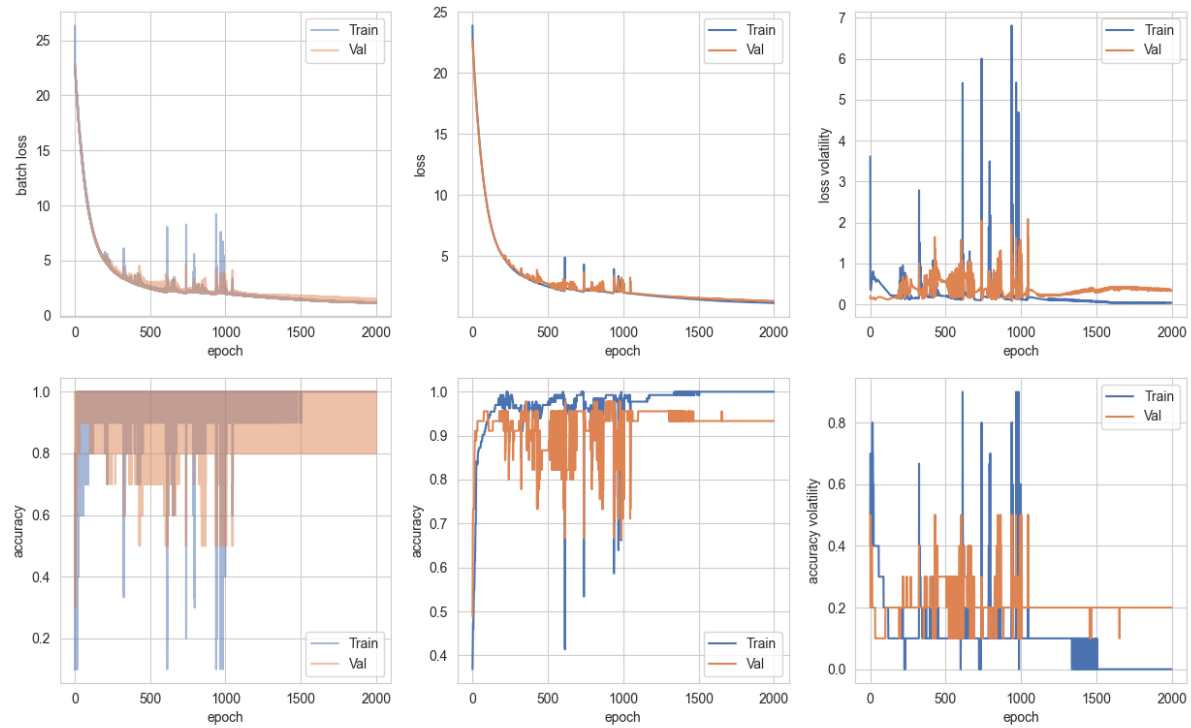 25
20
15
10
5
0
batch loss
0 500 1000 1500 2000
epoch
Train
Val
25
20
15
10
5
loss
0 500 1000 1500 2000
epoch
Train
Val
7
6
5
4
3
2
1
0
loss volatility
0 500 1000 1500 2000
epoch
Train
Val
1.0
0.8
0.6
0.4
0.2
accuracy
0 500 1000 1500 2000
epoch
Train
Val
1.0
0.9
0.8
0.7
0.6
0.5
0.4
accuracy
0 500 1000 1500 2000
epoch
Train
Val
0.8
0.6
0.4
0.2
0.0
accuracy volatility
0 500 1000 1500 2000
epoch
Train
Val